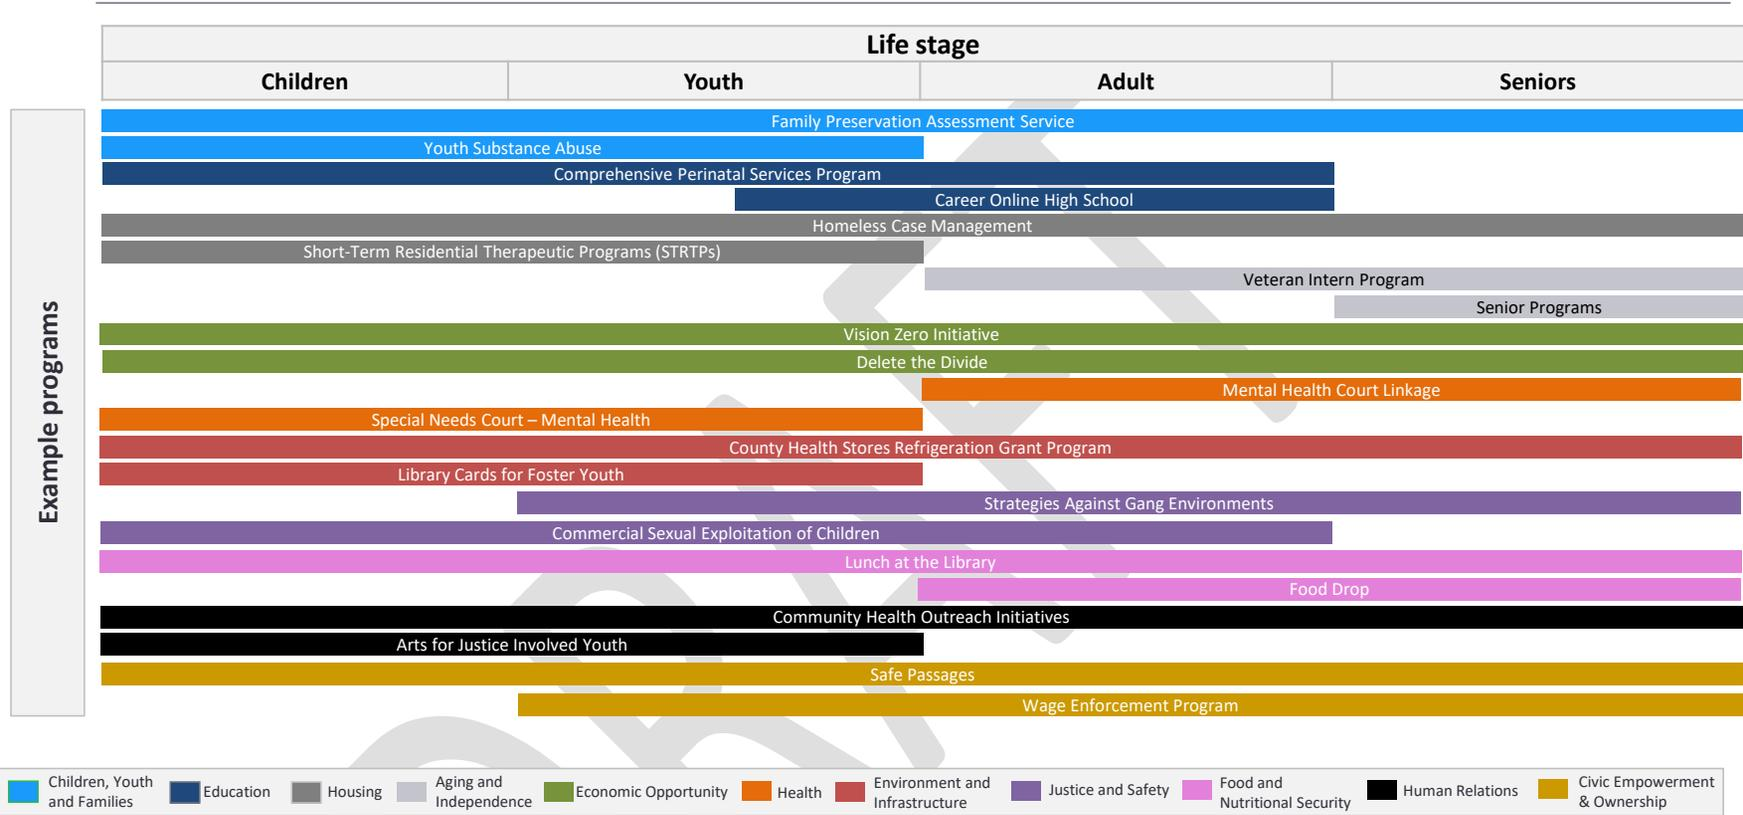 Life stage
Children Youth Adult Seniors
Example programs
Family Preservation Assessment Service
Youth Substance Abuse
Comprehensive Perinatal Services Program
Career Online High School
Homeless Case Management
Short-Term Residential Therapeutic Programs (STRTPs)
Veteran Intern Program
Senior Programs
Vision Zero Initiative
Delete the Divide
Mental Health Court Linkage
Special Needs Court – Mental Health
County Health Stores Refrigeration Grant Program
Library Cards for Foster Youth
Strategies Against Gang Environments
Commercial Sexual Exploitation of Children
Lunch at the Library
Food Drop
Community Health Outreach Initiatives
Arts for Justice Involved Youth
Safe Passages
Wage Enforcement Program
DRAFT
Children, Youth
and Families
Education
Housing
Aging and
Independence
Economic Opportunity
Health
Environment and
Infrastructure
Justice and Safety
Food and
Nutritional Security
Human Relations
Civic Empowerment
& Ownership